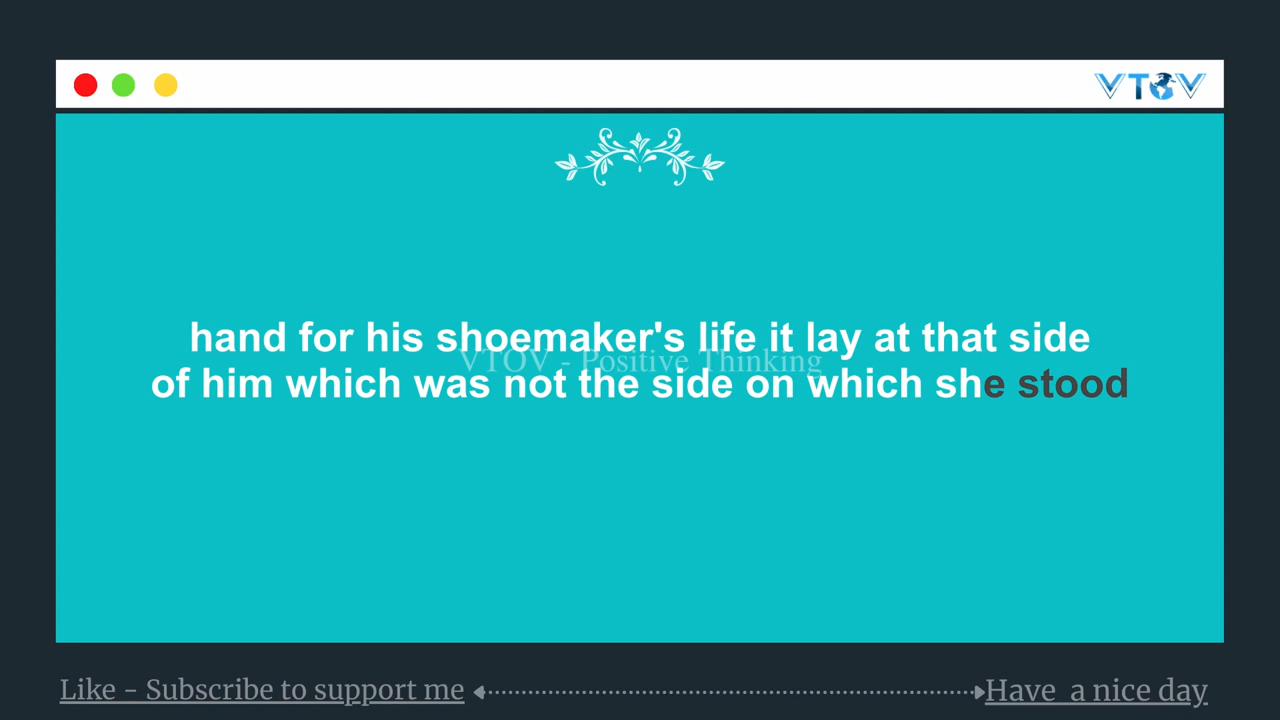 VTOV
hand for his shoemaker's life it lay at that side
VTOV - Positive Thinking
of him which was not the side on which she stood
Like - Subscribe to support me
Have a nice day